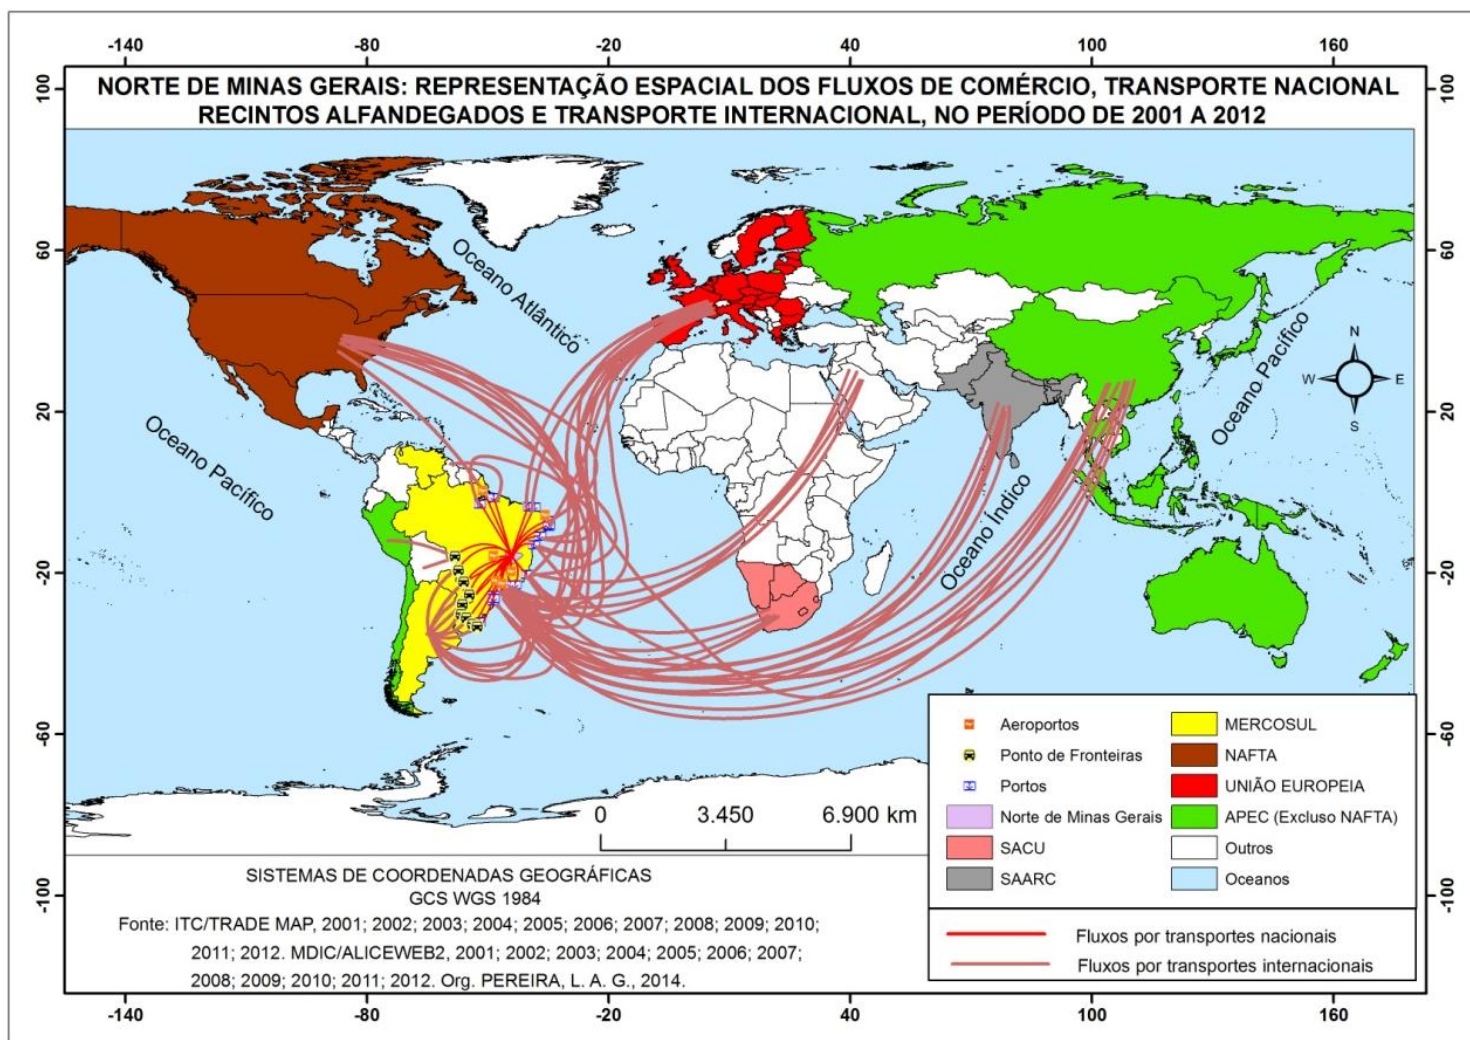 -140 -80 -20 40 100 160
NORTE DE MINAS GERAIS: REPRESENTAÇÃO ESPACIAL DOS FLUXOS DE COMÉRCIO, TRANSPORTE NACIONAL
RECINTOS ALFANDEGADOS E TRANSPORTE INTERNACIONAL, NO PERÍODO DE 2001 A 2012
100 100
60 60
20 20
-20 -20
-60 -60
-100 -100
Oceano Atlântico
Oceano Pacífico
Oceano Índico
Oceano Pacífico
N
W E
S
Aeroportos
Ponto de Fronteiras
Portos
Norte de Minas Gerais
SACU
SAARC
MERCOSUL
NAFTA
UNIÃO EUROPEIA
APEC (Excluso NAFTA)
Outros
Oceanos
Fluxos por transportes nacionais
Fluxos por transportes internacionais
0 3.450 6.900 km
SISTEMAS DE COORDENADAS GEOGRÁFICAS
GCS WGS 1984
Fonte: ITC/TRADE MAP, 2001; 2002; 2003; 2004; 2005; 2006; 2007; 2008; 2009; 2010;
2011; 2012. MDIC/ALICEWEB2, 2001; 2002; 2003; 2004; 2005; 2006; 2007;
2008; 2009; 2010; 2011; 2012. Org. PEREIRA, L. A. G., 2014.
-140 -80 -20 40 100 160